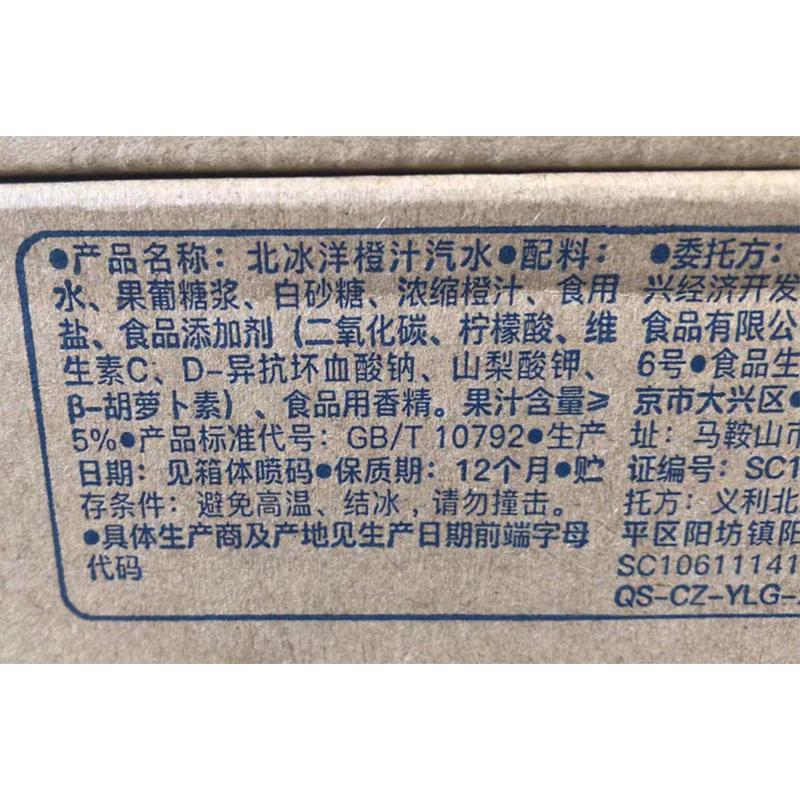 ●产品名称：北冰洋橙汁汽水●配料：
水、果葡糖浆、白砂糖、浓缩橙汁、食用
盐、食品添加剂（二氧化碳、柠檬酸、维
生素C、D-异抗坏血酸钠、山梨酸钾、
β-胡萝卜素）、食品用香精。果汁含量≥
5%●产品标准代号：GB/T 10792●生产
日期：见箱体喷码●保质期：12个月●贮
存条件：避免高温、结冰，请勿撞击。
●具体生产商及产地见生产日期前端字母
代码
●委托方：
兴经济开发
食品有限公
6号●食品生
京市大兴区●
址：马鞍山市
证编号：SC1
托方：义利北
平区阳坊镇阳
SC10611141
QS-CZ-YLG-